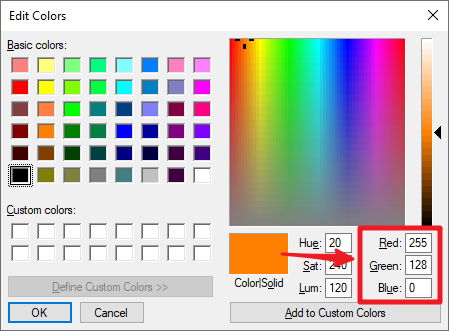 Edit Colors
Basic colors:
Custom colors:
Define Custom Colors >>
OK
Cancel
Color|Solid
Hue: 20
Sat: 240
Lum: 120
Red: 255
Green: 128
Blue: 0
Add to Custom Colors